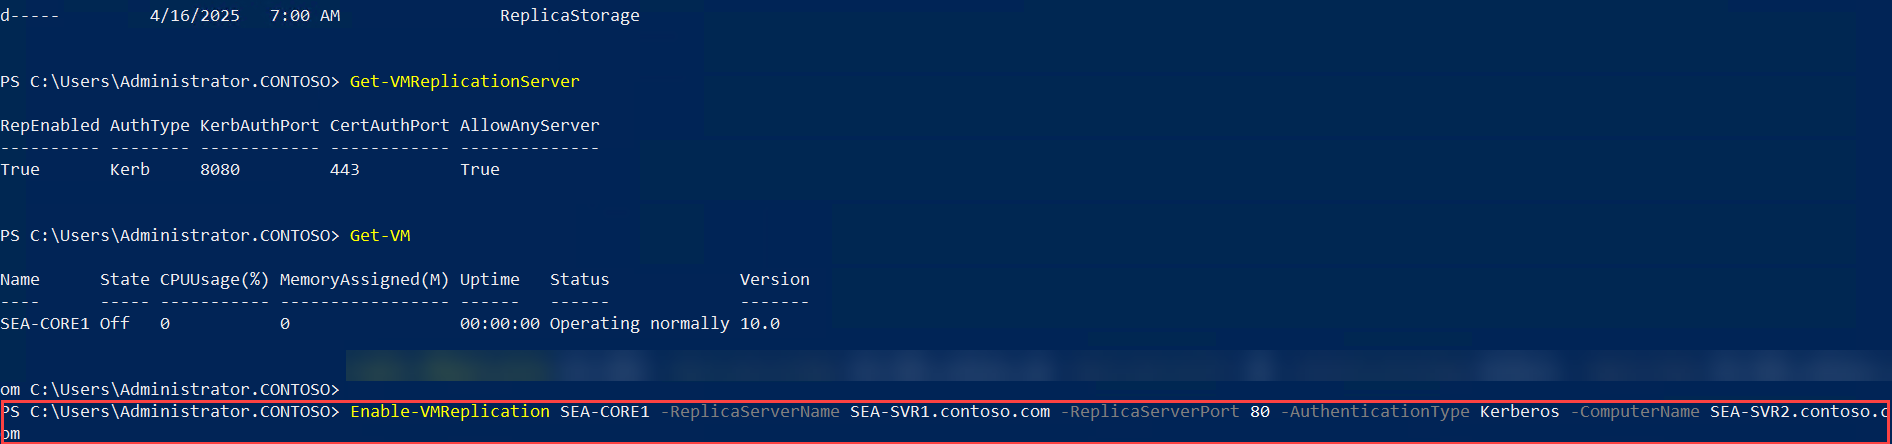 d-----          4/16/2025   7:00 AM                ReplicaStorage
PS C:\Users\Administrator.CONTOSO> Get-VMReplicationServer
RepEnabled AuthType KerbAuthPort CertAuthPort AllowAnyServer
---------- -------- ------------ ------------ --------------
True       Kerb     8080         443          True
PS C:\Users\Administrator.CONTOSO> Get-VM
Name      State CPUUsage(%) MemoryAssigned(M) Uptime   Status             Version
----      ----- ----------- ----------------- ------   ------             -------
SEA-CORE1 Off   0           0                 00:00:00 Operating normally 10.0
om C:\Users\Administrator.CONTOSO>
PS C:\Users\Administrator.CONTOSO> Enable-VMReplication SEA-CORE1 -ReplicaServerName SEA-SVR1.contoso.com -ReplicaServerPort 80 -AuthenticationType Kerberos -ComputerName SEA-SVR2.contoso.c
om